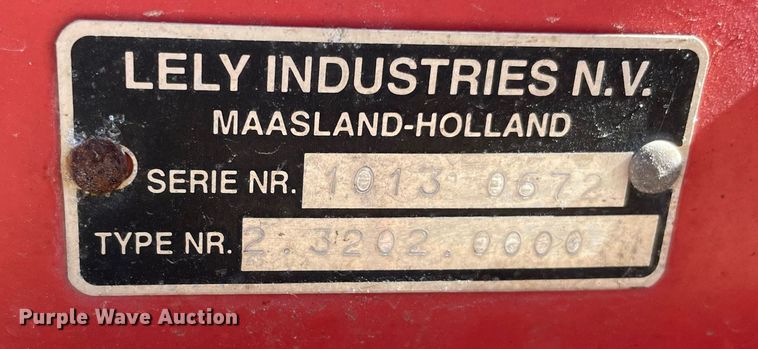 LELY INDUSTRIES N.V.
MAASLAND-HOLLAND
SERIE NR. 1013 0672
TYPE NR. 2.3202.0000
Purple Wave Auction